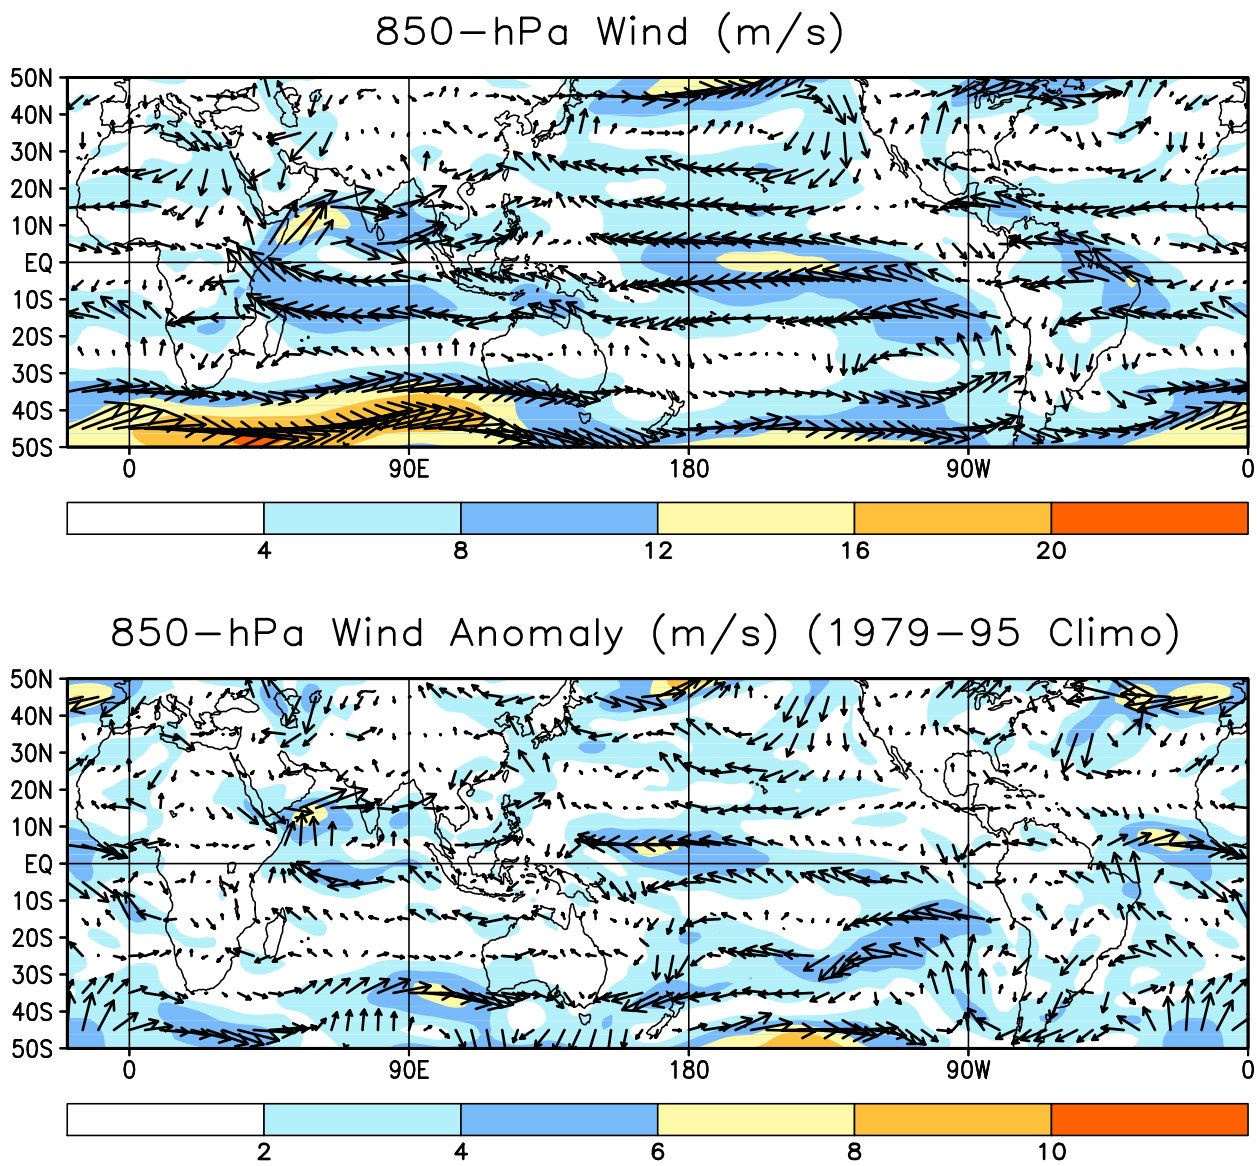 850-hPa Wind (m/s)
50N
40N
30N
20N
10N
EQ
10S
20S
30S
40S
50S
0 90E 180 90W 0
4 8 12 16 20
850-hPa Wind Anomaly (m/s) (1979-95 Climo)
50N
40N
30N
20N
10N
EQ
10S
20S
30S
40S
50S
0 90E 180 90W 0
2 4 6 8 10